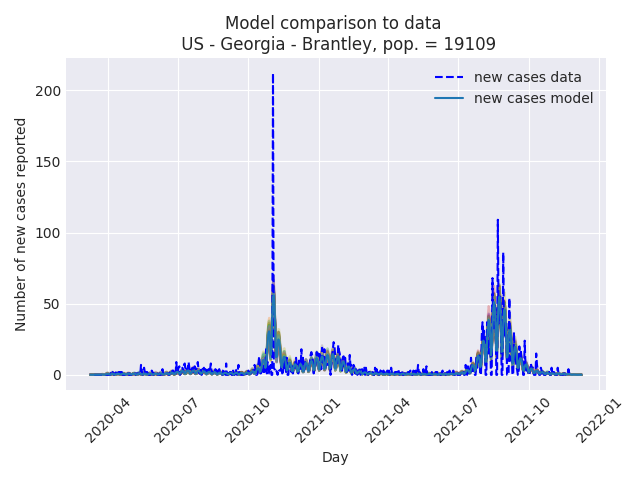 Model comparison to data
US - Georgia - Brantley, pop. = 19109
new cases data
new cases model
Number of new cases reported
200
150
100
50
0
2020-04
2020-07
2020-10
2021-01
2021-04
2021-07
2021-10
2022-01
Day